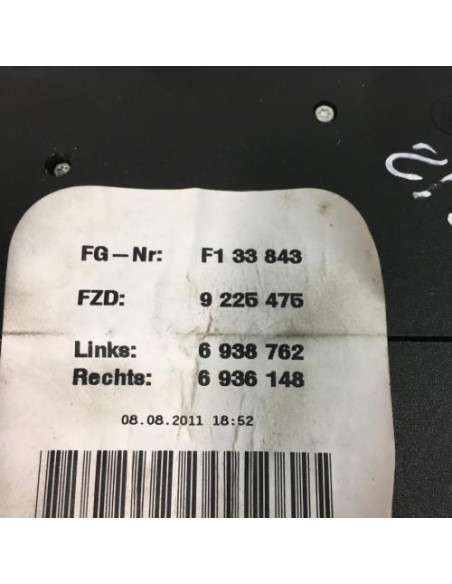 FG–Nr: F1 33 843
FZD: 9 225 475
Links: 6 938 762
Rechts: 6 936 148
08.08.2011 18:52